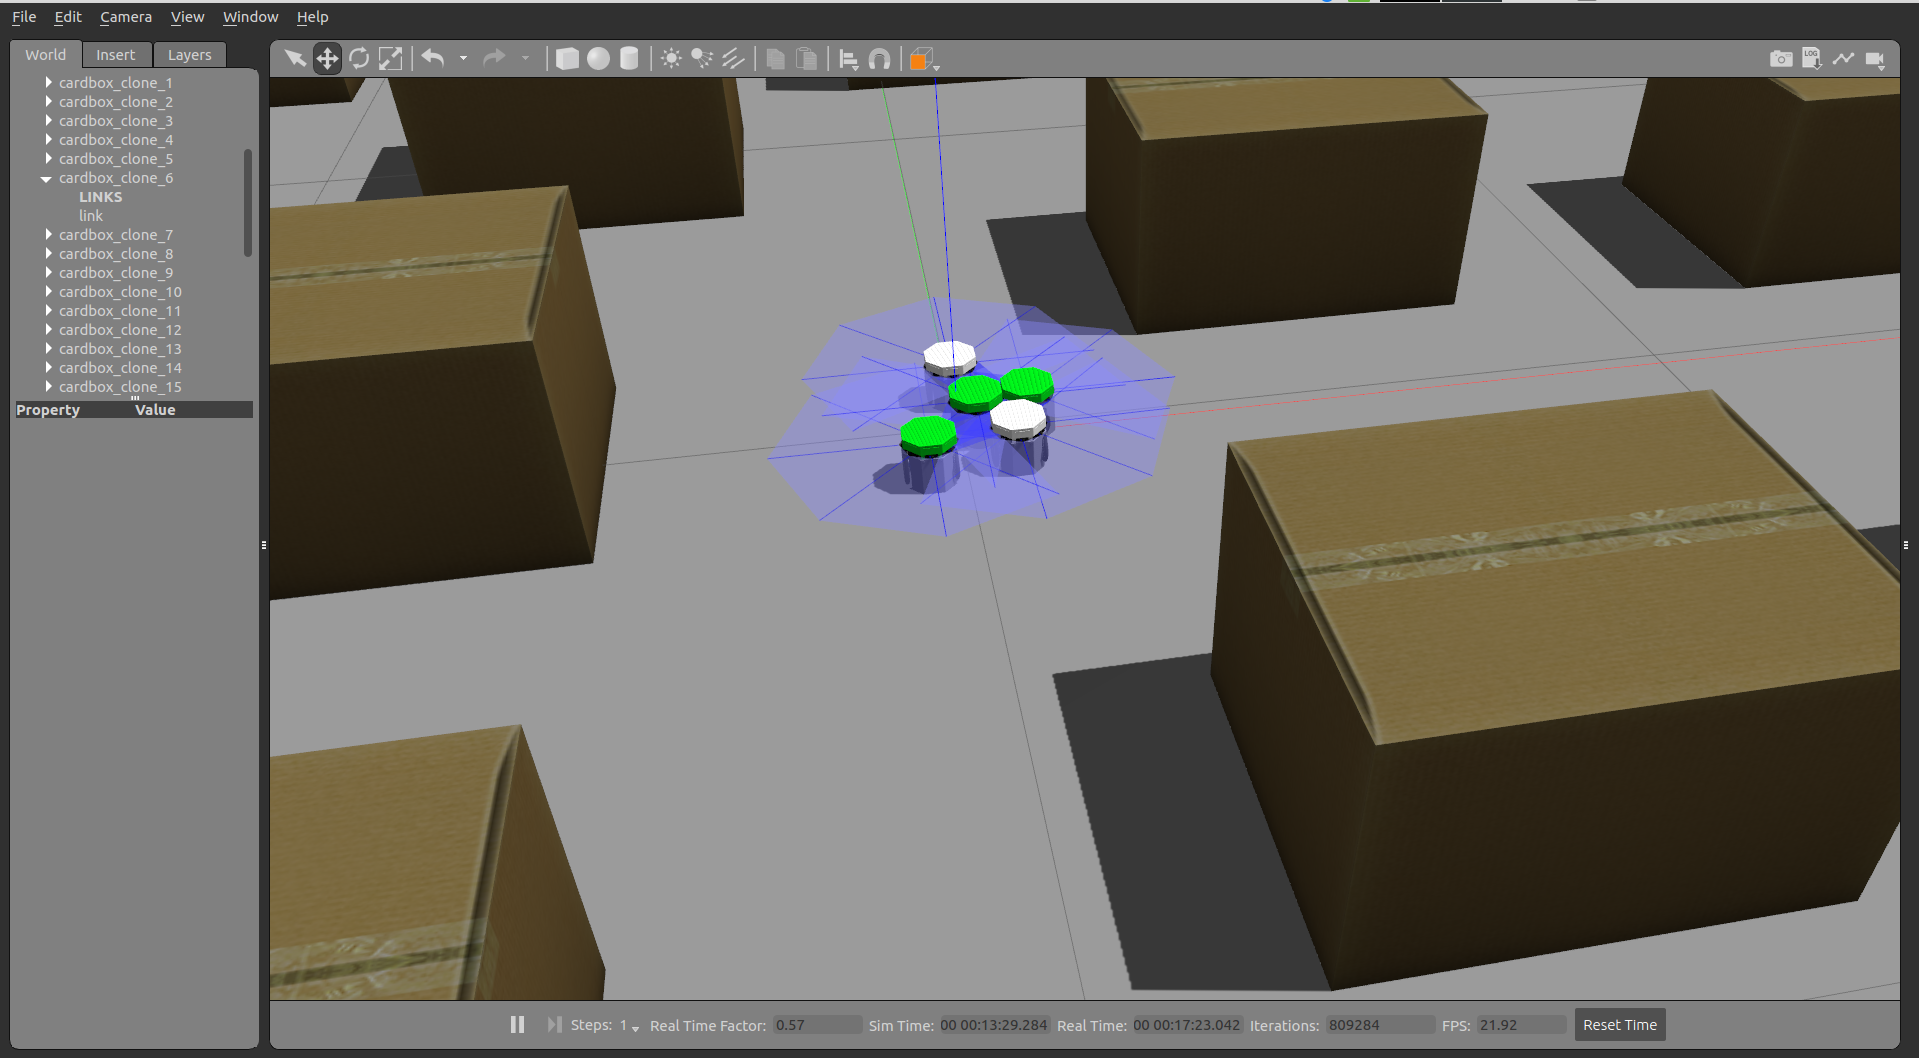 File Edit Camera View Window Help
World Insert Layers
LOG
cardbox_clone_1
cardbox_clone_2
cardbox_clone_3
cardbox_clone_4
cardbox_clone_5
cardbox_clone_6
LINKS
link
cardbox_clone_7
cardbox_clone_8
cardbox_clone_9
cardbox_clone_10
cardbox_clone_11
cardbox_clone_12
cardbox_clone_13
cardbox_clone_14
cardbox_clone_15
Property Value
Steps: 1 Real Time Factor: 0.57 Sim Time: 00 00:13:29.284 Real Time: 00 00:17:23.042 Iterations: 809284 FPS: 21.92 Reset Time